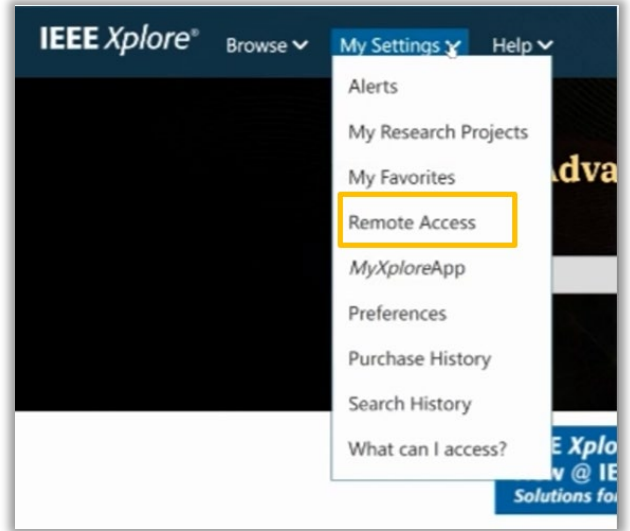 IEEE Xplore® Browse My Settings Help
Alerts
My Research Projects
My Favorites
Remote Access
MyXploreApp
Preferences
Purchase History
Search History
What can I access?